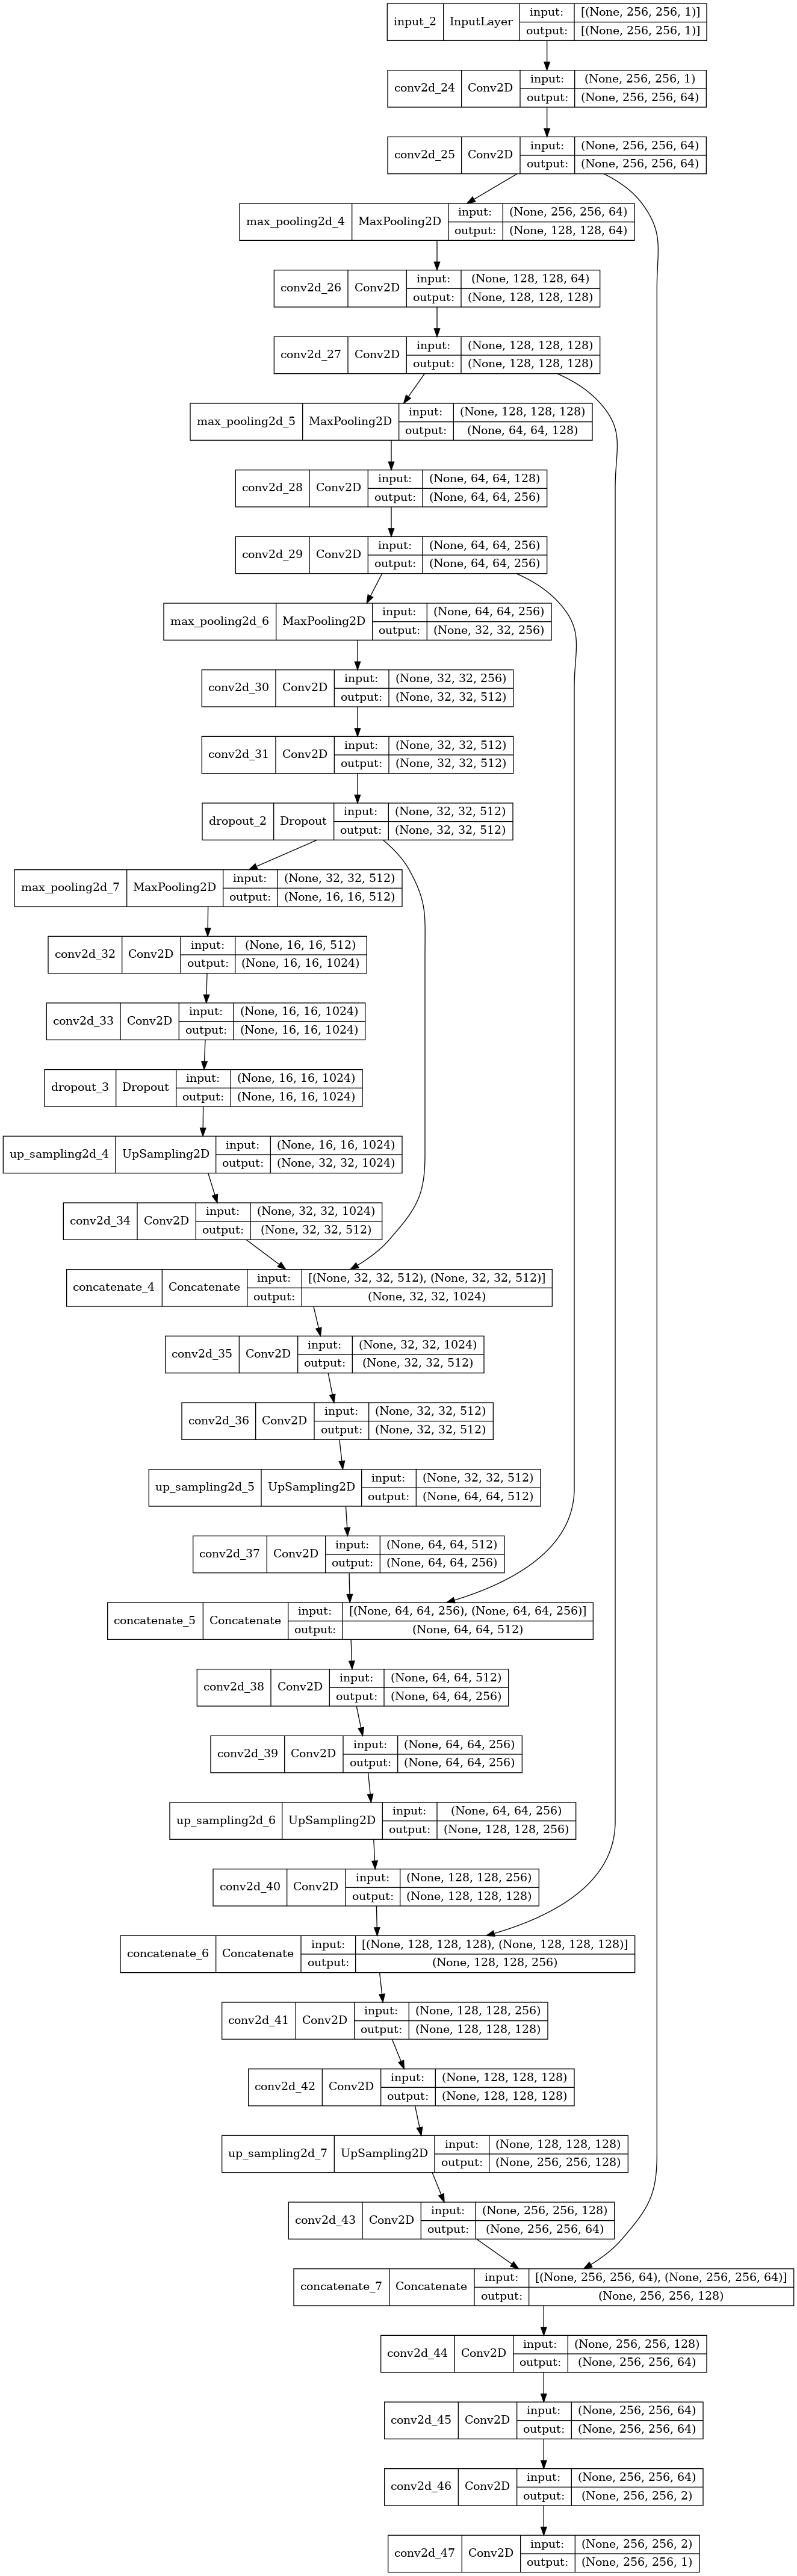 input_2 InputLayer input: [(None, 256, 256, 1)]
output: [(None, 256, 256, 1)]
conv2d_24 Conv2D input: (None, 256, 256, 1)
output: (None, 256, 256, 64)
conv2d_25 Conv2D input: (None, 256, 256, 64)
output: (None, 256, 256, 64)
max_pooling2d_4 MaxPooling2D input: (None, 256, 256, 64)
output: (None, 128, 128, 64)
conv2d_26 Conv2D input: (None, 128, 128, 64)
output: (None, 128, 128, 128)
conv2d_27 Conv2D input: (None, 128, 128, 128)
output: (None, 128, 128, 128)
max_pooling2d_5 MaxPooling2D input: (None, 128, 128, 128)
output: (None, 64, 64, 128)
conv2d_28 Conv2D input: (None, 64, 64, 128)
output: (None, 64, 64, 256)
conv2d_29 Conv2D input: (None, 64, 64, 256)
output: (None, 64, 64, 256)
max_pooling2d_6 MaxPooling2D input: (None, 64, 64, 256)
output: (None, 32, 32, 256)
conv2d_30 Conv2D input: (None, 32, 32, 256)
output: (None, 32, 32, 512)
conv2d_31 Conv2D input: (None, 32, 32, 512)
output: (None, 32, 32, 512)
dropout_2 Dropout input: (None, 32, 32, 512)
output: (None, 32, 32, 512)
max_pooling2d_7 MaxPooling2D input: (None, 32, 32, 512)
output: (None, 16, 16, 512)
conv2d_32 Conv2D input: (None, 16, 16, 512)
output: (None, 16, 16, 1024)
conv2d_33 Conv2D input: (None, 16, 16, 1024)
output: (None, 16, 16, 1024)
dropout_3 Dropout input: (None, 16, 16, 1024)
output: (None, 16, 16, 1024)
up_sampling2d_4 UpSampling2D input: (None, 16, 16, 1024)
output: (None, 32, 32, 1024)
conv2d_34 Conv2D input: (None, 32, 32, 1024)
output: (None, 32, 32, 512)
concatenate_4 Concatenate input: [(None, 32, 32, 512), (None, 32, 32, 512)]
output: (None, 32, 32, 1024)
conv2d_35 Conv2D input: (None, 32, 32, 1024)
output: (None, 32, 32, 512)
conv2d_36 Conv2D input: (None, 32, 32, 512)
output: (None, 32, 32, 512)
up_sampling2d_5 UpSampling2D input: (None, 32, 32, 512)
output: (None, 64, 64, 512)
conv2d_37 Conv2D input: (None, 64, 64, 512)
output: (None, 64, 64, 256)
concatenate_5 Concatenate input: [(None, 64, 64, 256), (None, 64, 64, 256)]
output: (None, 64, 64, 512)
conv2d_38 Conv2D input: (None, 64, 64, 512)
output: (None, 64, 64, 256)
conv2d_39 Conv2D input: (None, 64, 64, 256)
output: (None, 64, 64, 256)
up_sampling2d_6 UpSampling2D input: (None, 64, 64, 256)
output: (None, 128, 128, 256)
conv2d_40 Conv2D input: (None, 128, 128, 256)
output: (None, 128, 128, 128)
concatenate_6 Concatenate input: [(None, 128, 128, 128), (None, 128, 128, 128)]
output: (None, 128, 128, 256)
conv2d_41 Conv2D input: (None, 128, 128, 256)
output: (None, 128, 128, 128)
conv2d_42 Conv2D input: (None, 128, 128, 128)
output: (None, 128, 128, 128)
up_sampling2d_7 UpSampling2D input: (None, 128, 128, 128)
output: (None, 256, 256, 128)
conv2d_43 Conv2D input: (None, 256, 256, 128)
output: (None, 256, 256, 64)
concatenate_7 Concatenate input: [(None, 256, 256, 64), (None, 256, 256, 64)]
output: (None, 256, 256, 128)
conv2d_44 Conv2D input: (None, 256, 256, 128)
output: (None, 256, 256, 64)
conv2d_45 Conv2D input: (None, 256, 256, 64)
output: (None, 256, 256, 64)
conv2d_46 Conv2D input: (None, 256, 256, 64)
output: (None, 256, 256, 2)
conv2d_47 Conv2D input: (None, 256, 256, 2)
output: (None, 256, 256, 1)